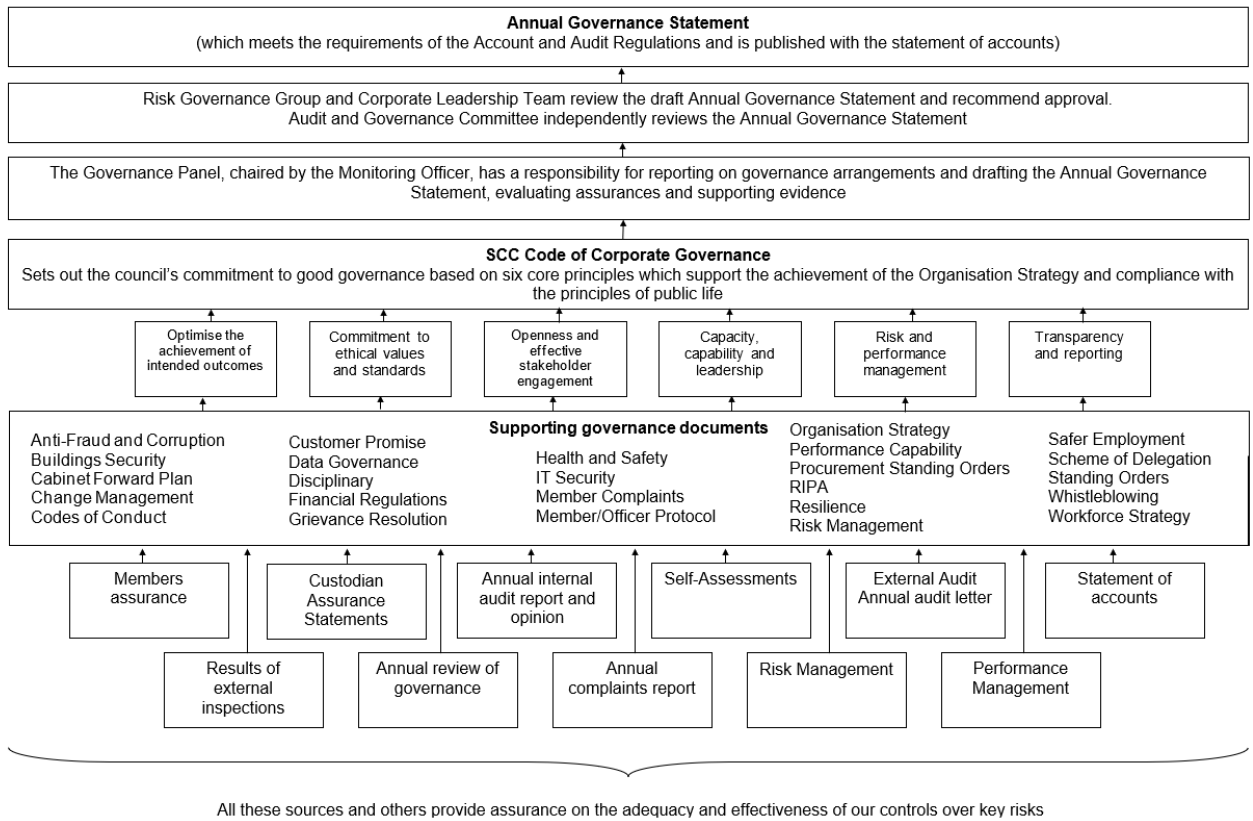 Annual Governance Statement
(which meets the requirements of the Account and Audit Regulations and is published with the statement of accounts)
Risk Governance Group and Corporate Leadership Team review the draft Annual Governance Statement and recommend approval.
Audit and Governance Committee independently reviews the Annual Governance Statement
The Governance Panel, chaired by the Monitoring Officer, has a responsibility for reporting on governance arrangements and drafting the Annual Governance
Statement, evaluating assurances and supporting evidence
SCC Code of Corporate Governance
Sets out the council's commitment to good governance based on six core principles which support the achievement of the Organisation Strategy and compliance with
the principles of public life
Optimise the
achievement of
intended outcomes
Commitment to
ethical values
and standards
Openness and
effective
stakeholder
engagement
Capacity,
capability and
leadership
Risk and
performance
management
Transparency
and reporting
Supporting governance documents
Anti-Fraud and Corruption
Buildings Security
Cabinet Forward Plan
Change Management
Codes of Conduct
Customer Promise
Data Governance
Disciplinary
Financial Regulations
Grievance Resolution
Health and Safety
IT Security
Member Complaints
Member/Officer Protocol
Organisation Strategy
Performance Capability
Procurement Standing Orders
RIPA
Resilience
Risk Management
Safer Employment
Scheme of Delegation
Standing Orders
Whistleblowing
Workforce Strategy
Members
assurance
Custodian
Assurance
Statements
Annual internal
audit report and
opinion
Self-Assessments
External Audit
Annual audit letter
Statement of
accounts
Results of
external
inspections
Annual review of
governance
Annual
complaints report
Risk Management
Performance
Management
All these sources and others provide assurance on the adequacy and effectiveness of our controls over key risks